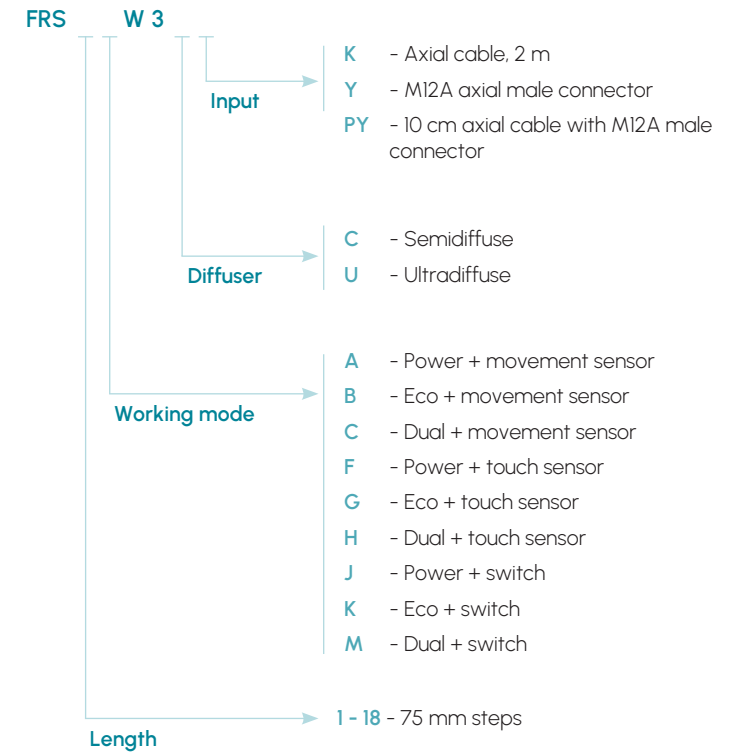 FRS W 3
K - Axial cable, 2 m
Y - M12A axial male connector
PY - 10 cm axial cable with M12A male
connector
Input
C - Semidiffuse
U - Ultradiffuse
Diffuser
A - Power + movement sensor
B - Eco + movement sensor
C - Dual + movement sensor
F - Power + touch sensor
G - Eco + touch sensor
H - Dual + touch sensor
J - Power + switch
K - Eco + switch
M - Dual + switch
Working mode
1 - 18 - 75 mm steps
Length